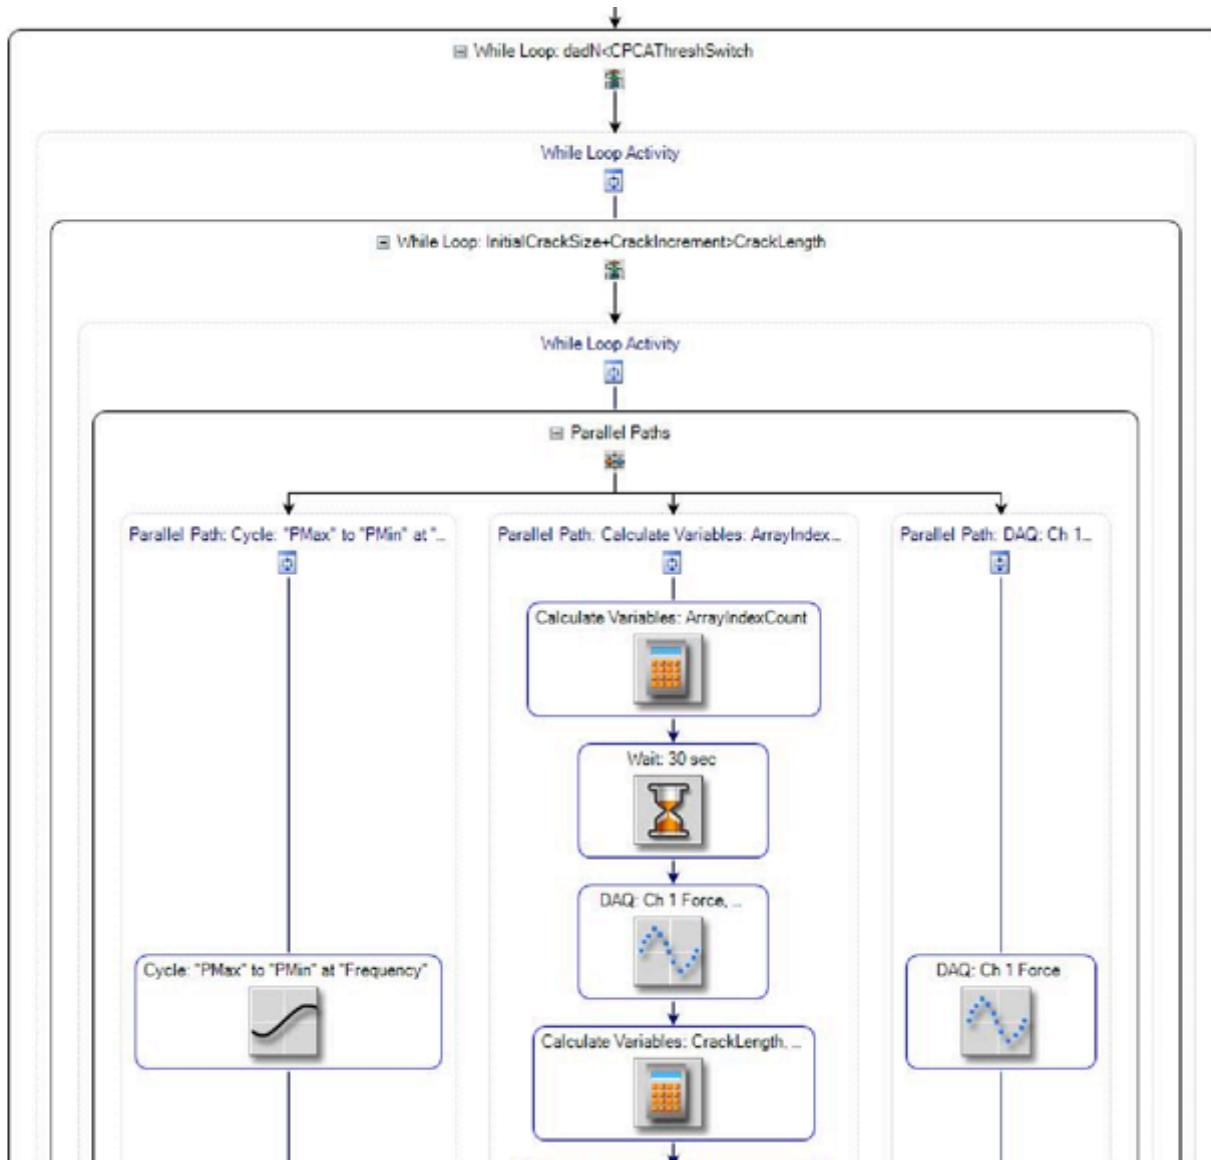 While Loop: dadN<CPCAThreshSwitch
While Loop Activity
While Loop: InitialCrackSize+CrackIncrement>CrackLength
While Loop Activity
Parallel Paths
Parallel Path: Cycle: "PMax" to "PMin" at "...
Parallel Path: Calculate Variables: ArrayIndex...
Parallel Path: DAQ: Ch 1...
Calculate Variables: ArrayIndexCount
Wait: 30 sec
DAQ: Ch 1 Force, ...
Cycle: "PMax" to "PMin" at "Frequency"
DAQ: Ch 1 Force
Calculate Variables: CrackLength, ...